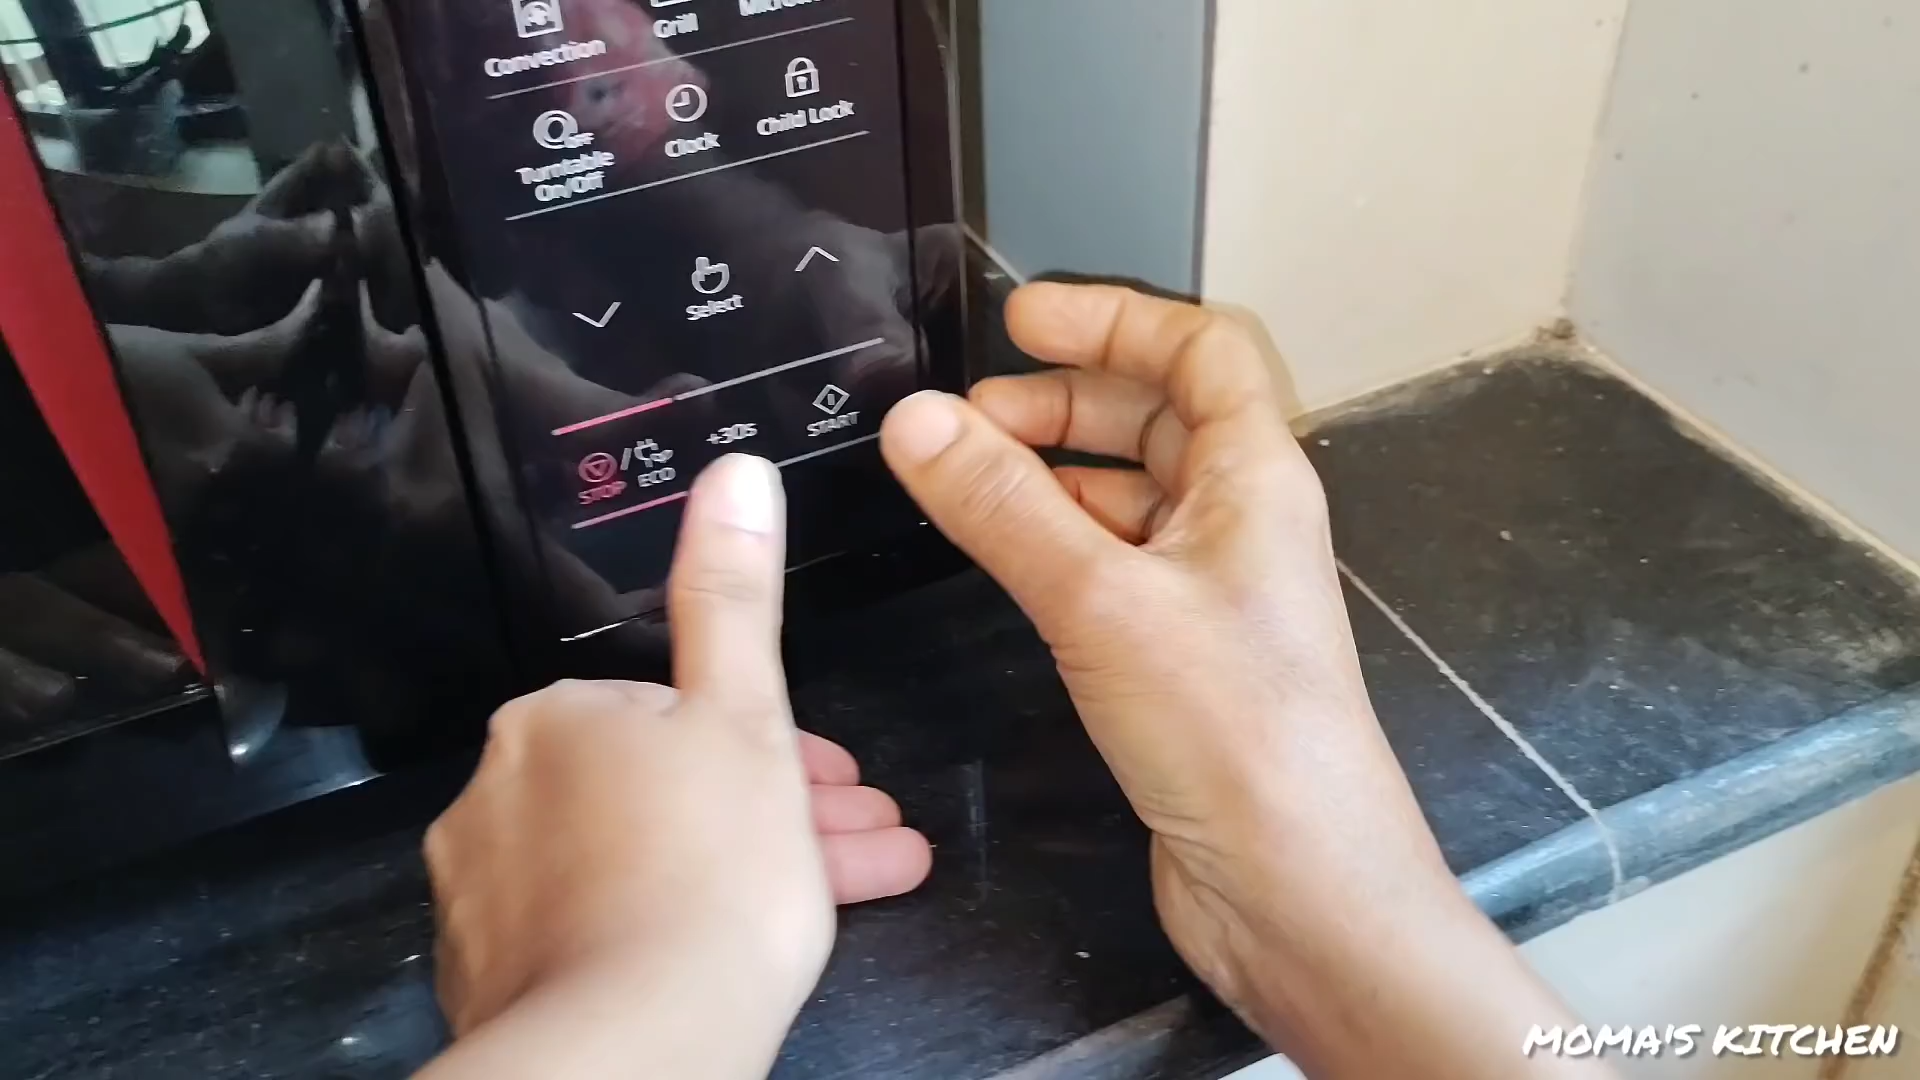 Convection
Grill
Turntable
On/Off
Clock
Child Lock
Select
STOP
ECO
+30s
START
MOMA'S KITCHEN